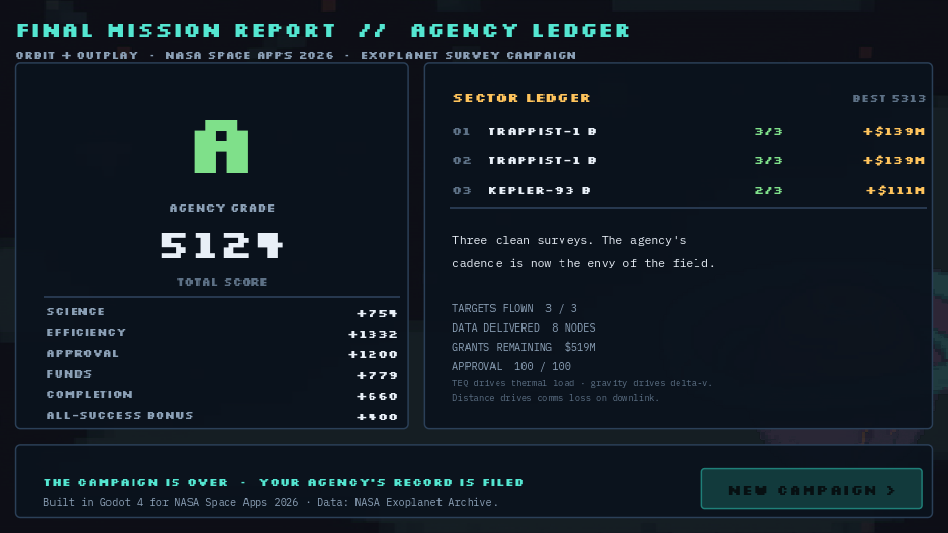 FINAL MISSION REPORT // AGENCY LEDGER
ORBIT + OUTPLAY · NASA SPACE APPS 2026 · EXOPLANET SURVEY CAMPAIGN
A
AGENCY GRADE
5124
TOTAL SCORE
SCIENCE +754
EFFICIENCY +1332
APPROVAL +1200
FUNDS +779
COMPLETION +660
ALL-SUCCESS BONUS +400
SECTOR LEDGER BEST 5313
01 TRAPPIST-1 B 3/3 +$139M
02 TRAPPIST-1 B 3/3 +$139M
03 KEPLER-93 B 2/3 +$111M
Three clean surveys. The agency's
cadence is now the envy of the field.
TARGETS FLOWN 3 / 3
DATA DELIVERED 8 NODES
GRANTS REMAINING $519M
APPROVAL 100 / 100
TEQ drives thermal load · gravity drives delta-v.
Distance drives comms loss on downlink.
THE CAMPAIGN IS OVER · YOUR AGENCY'S RECORD IS FILED
Built in Godot 4 for NASA Space Apps 2026 · Data: NASA Exoplanet Archive.
NEW CAMPAIGN >